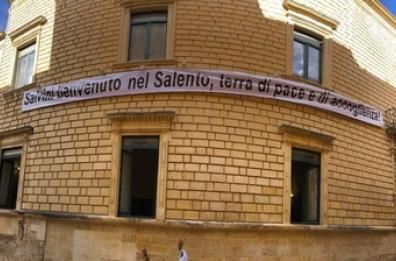 Salvini benvenuto nel Salento, terra di pace e di accoglienza!